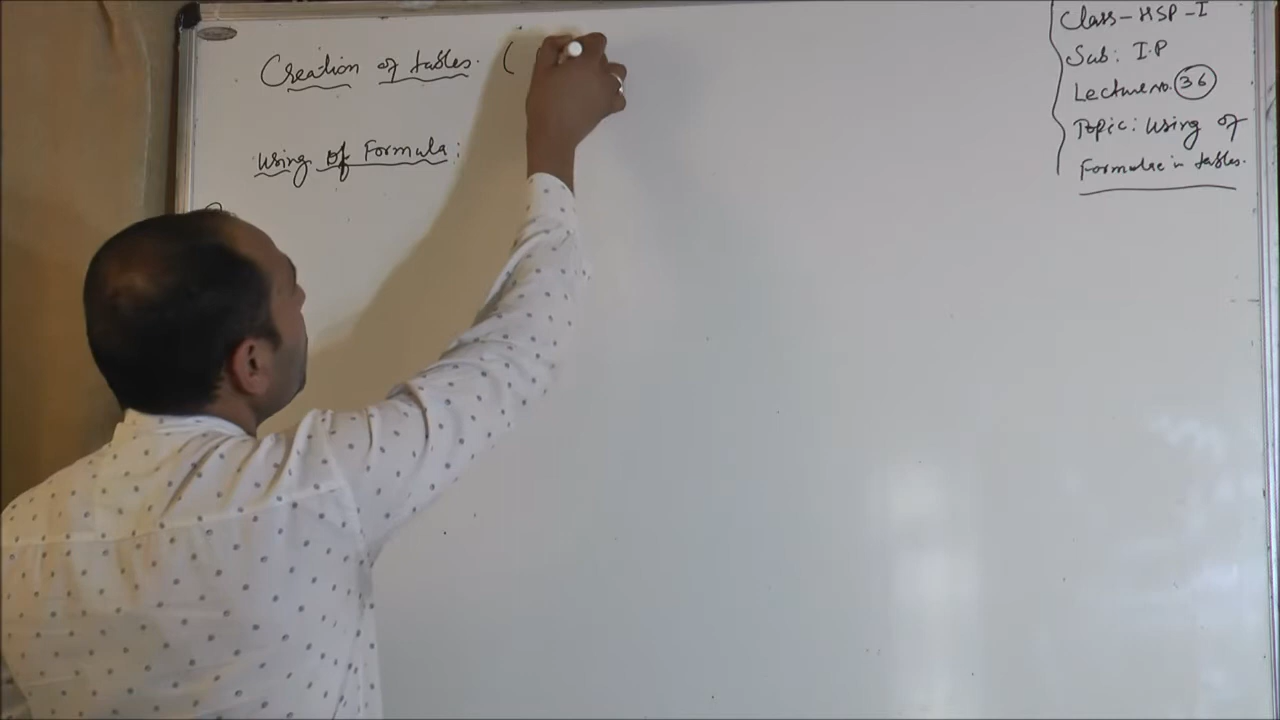 Creation of tables. (
Using of Formula:
Class - HSP - I
Sub: I.P
Lecture no. 36
Topic: Using of
Formulae in tables.